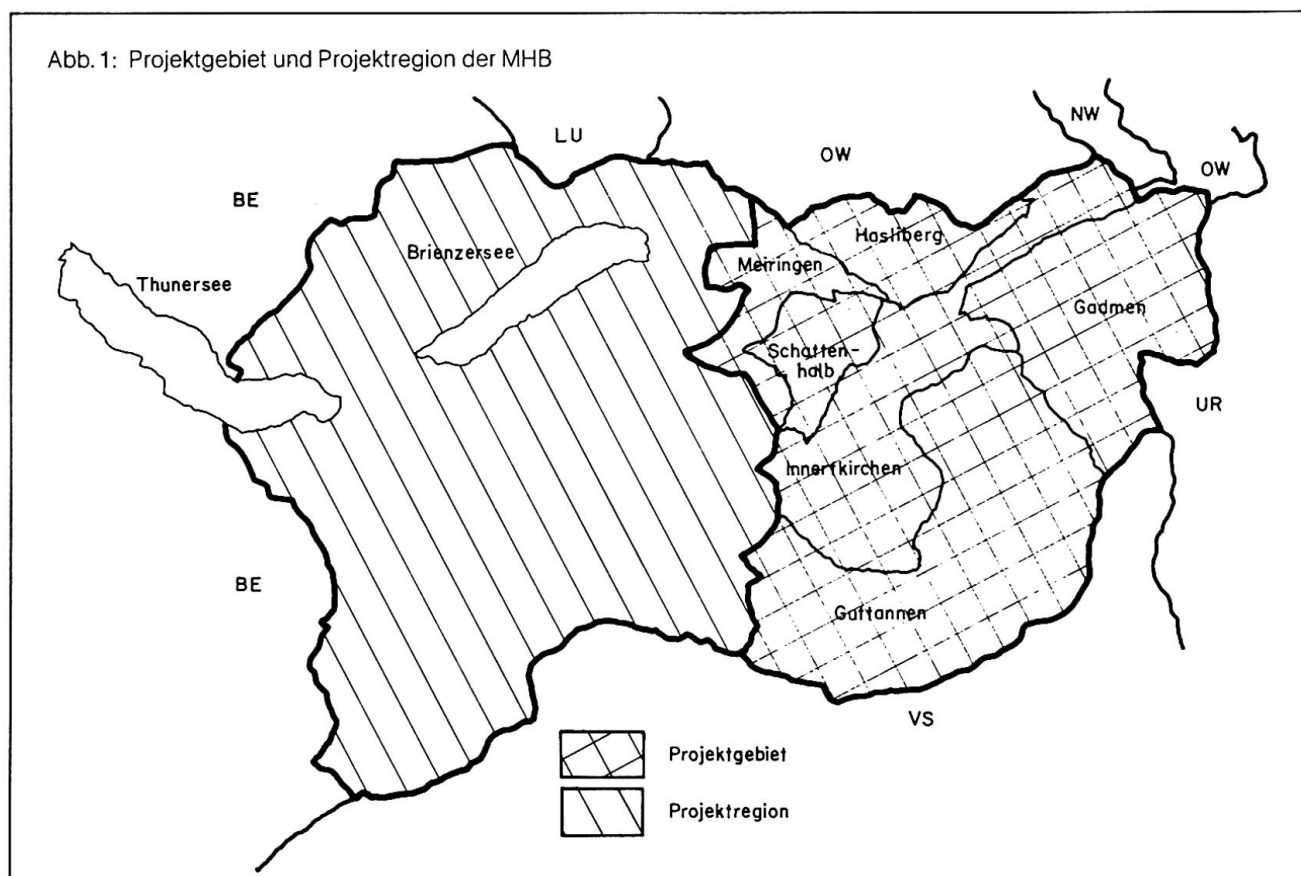 Abb. 1: Projektgebiet und Projektregion der MHB
NW
LU
OW
OW
BE
Brienzersee
Hasliberg
Meiringen
Thunersee
Gadmen
Schatten-
halb
UR
Innertkirchen
BE
Guttannen
VS
Projektgebiet
Projektregion